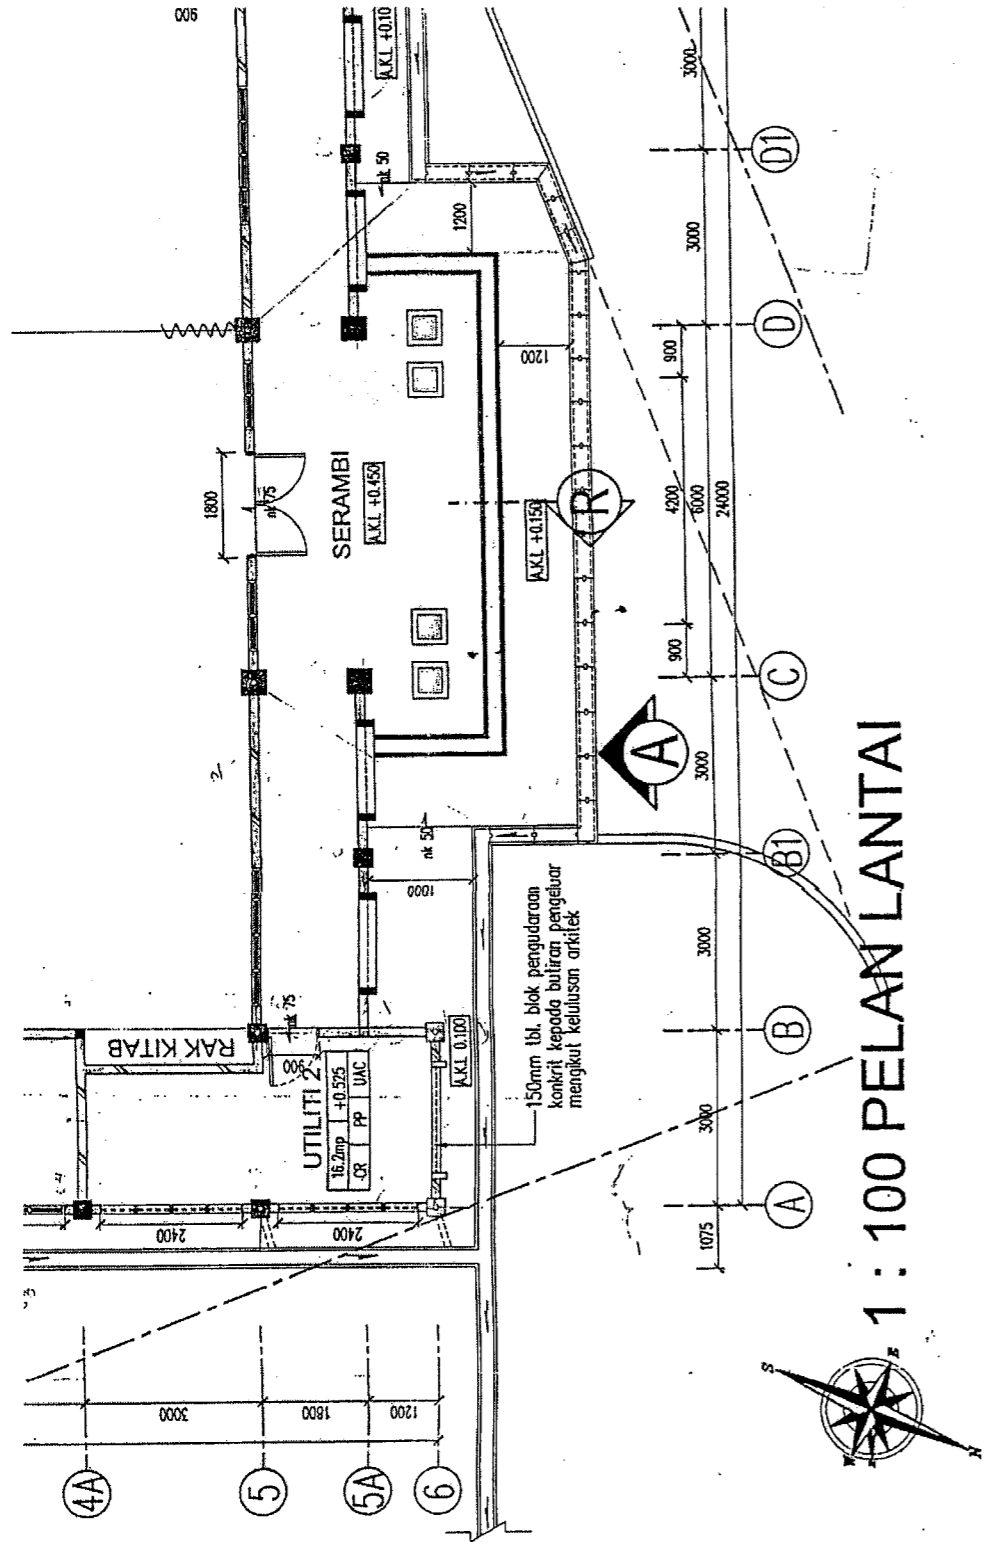 900
A.K.L +0.10
nk 50
1200
1800
nk 75
SERAMBI
A.K.L +0.450
1200
A.K.L +0.150
R
A
nk 50
1000
150mm tbl. blok pengudaraan
konkrit kepada butiran pengeluar
mengikut kelulusan arkitek
RAK KITAB
nk 75
900
UTILITI 2
16.2mp
+0.525
CR
PP
UAC
A.K.L 0.100
2400
2400
3000
1800
1200
4A
5
5A
6
3000
3000
900
4200
6000
24000
900
3000
3000
3000
1075
D1
D
C
B1
B
A
1 : 100 PELAN LANTAI
S
E
N